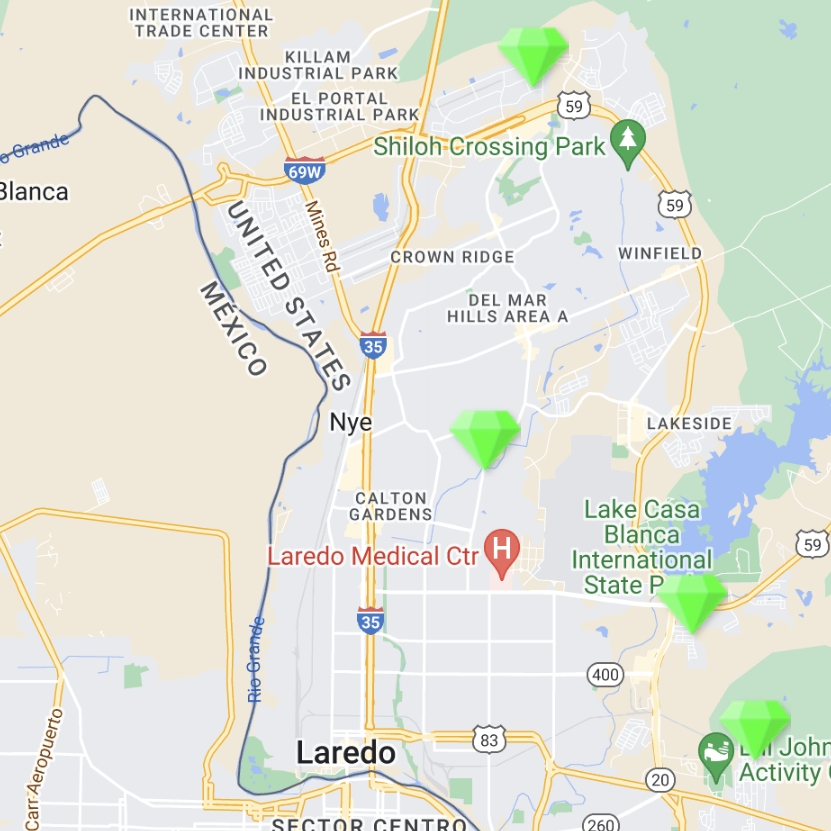 INTERNATIONAL
TRADE CENTER
KILLAM
INDUSTRIAL PARK
EL PORTAL
INDUSTRIAL PARK
59
Shiloh Crossing Park
Rio Grande
69W
Blanca
59
Mines Rd
UNITED STATES
MÉXICO
CROWN RIDGE
WINFIELD
DEL MAR
HILLS AREA A
35
Nye
LAKESIDE
CALTON
GARDENS
Lake Casa
Blanca
International
State P
59
Laredo Medical Ctr
H
35
Rio Grande
400
Carr Aeropuerto
83
Laredo
John
Activity
20
SECTOR CENTRO
260